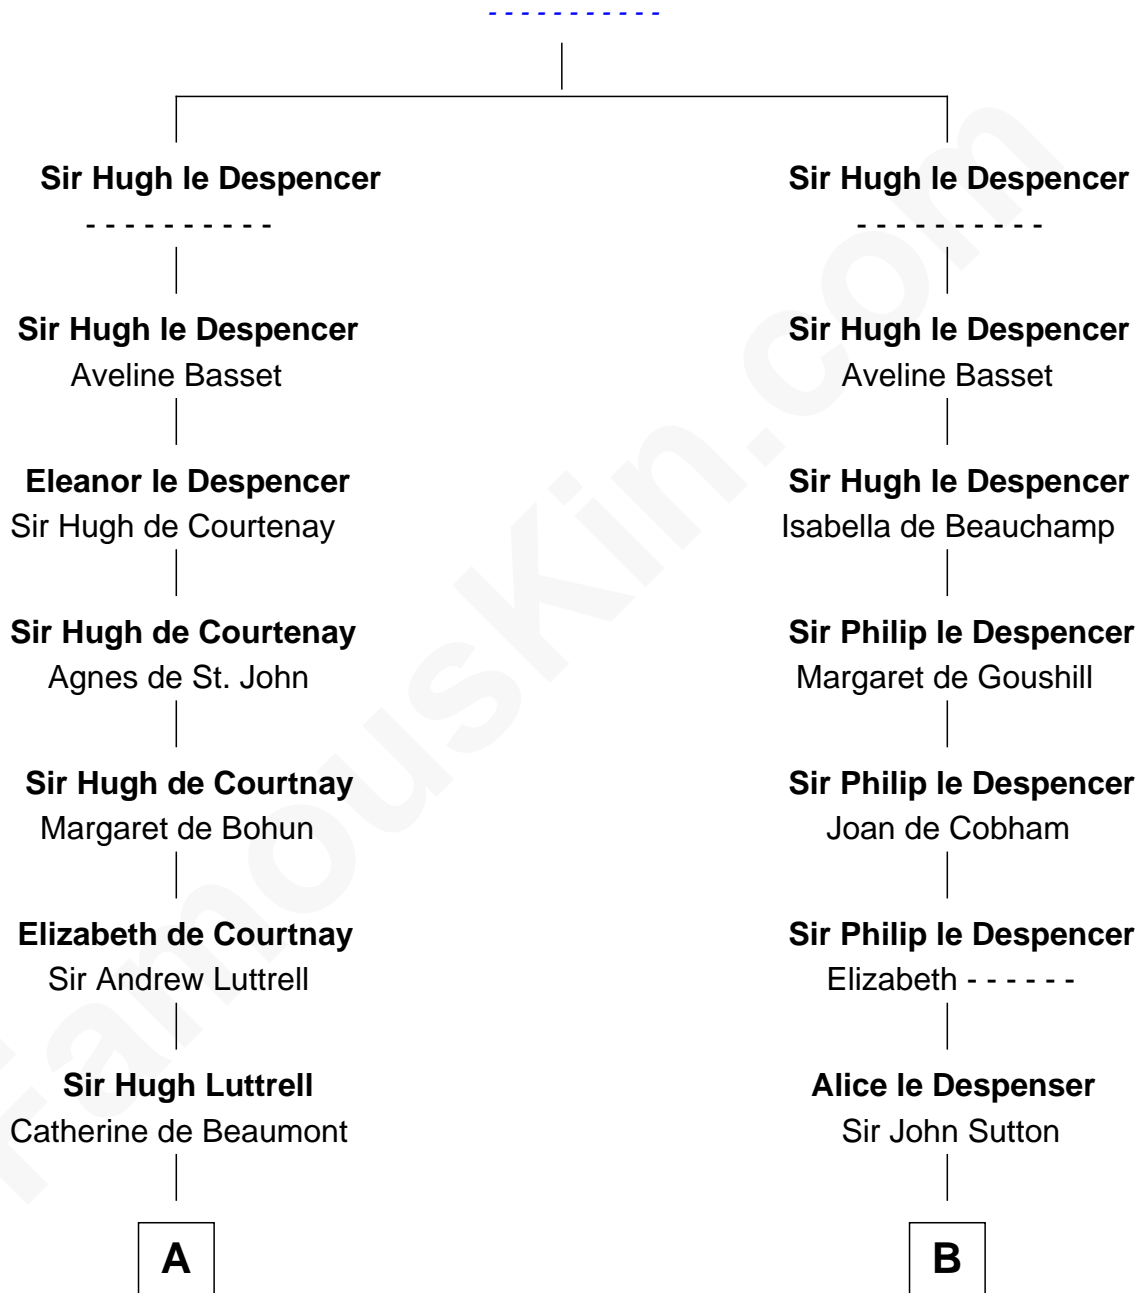 - - - - - - - - - - -
Sir Hugh le Despencer
- - - - - - - - - -
Sir Hugh le Despencer
Aveline Basset
Eleanor le Despencer
Sir Hugh de Courtenay
Sir Hugh de Courtenay
Agnes de St. John
Sir Hugh de Courtnay
Margaret de Bohun
Elizabeth de Courtnay
Sir Andrew Luttrell
Sir Hugh Luttrell
Catherine de Beaumont
A
Sir Hugh le Despencer
- - - - - - - - - -
Sir Hugh le Despencer
Aveline Basset
Sir Hugh le Despencer
Isabella de Beauchamp
Sir Philip le Despencer
Margaret de Goushill
Sir Philip le Despencer
Joan de Cobham
Sir Philip le Despencer
Elizabeth - - - - - -
Alice le Despenser
Sir John Sutton
B
FamousKin.com